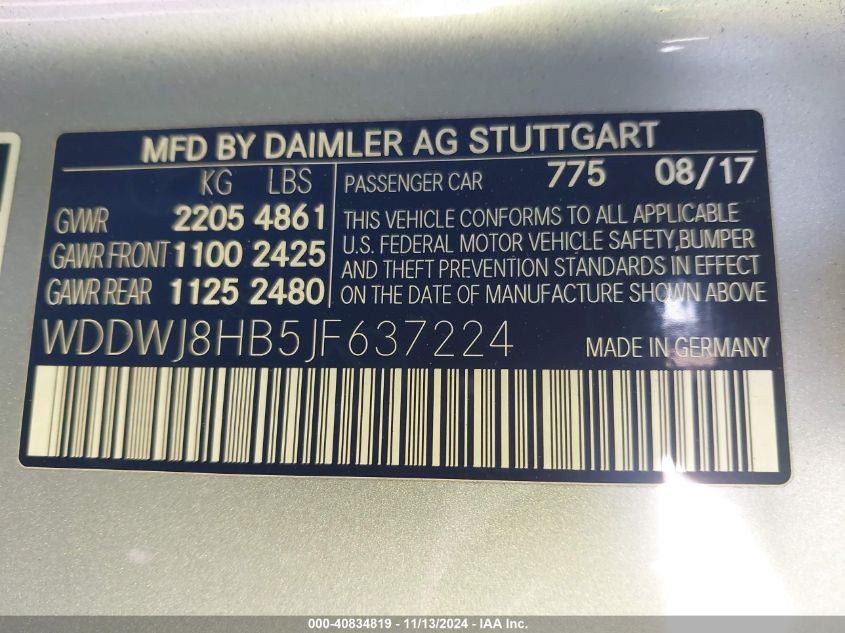 MFD BY DAIMLER AG STUTTGART
KG LBS
GVWR 2205 4861
GAWR FRONT 1100 2425
GAWR REAR 1125 2480
PASSENGER CAR 775 08/17
THIS VEHICLE CONFORMS TO ALL APPLICABLE
U.S. FEDERAL MOTOR VEHICLE SAFETY,BUMPER
AND THEFT PREVENTION STANDARDS IN EFFECT
ON THE DATE OF MANUFACTURE SHOWN ABOVE
WDDWJ8HB5JF637224 MADE IN GERMANY
000-40834819 - 11/13/2024 - IAA Inc.